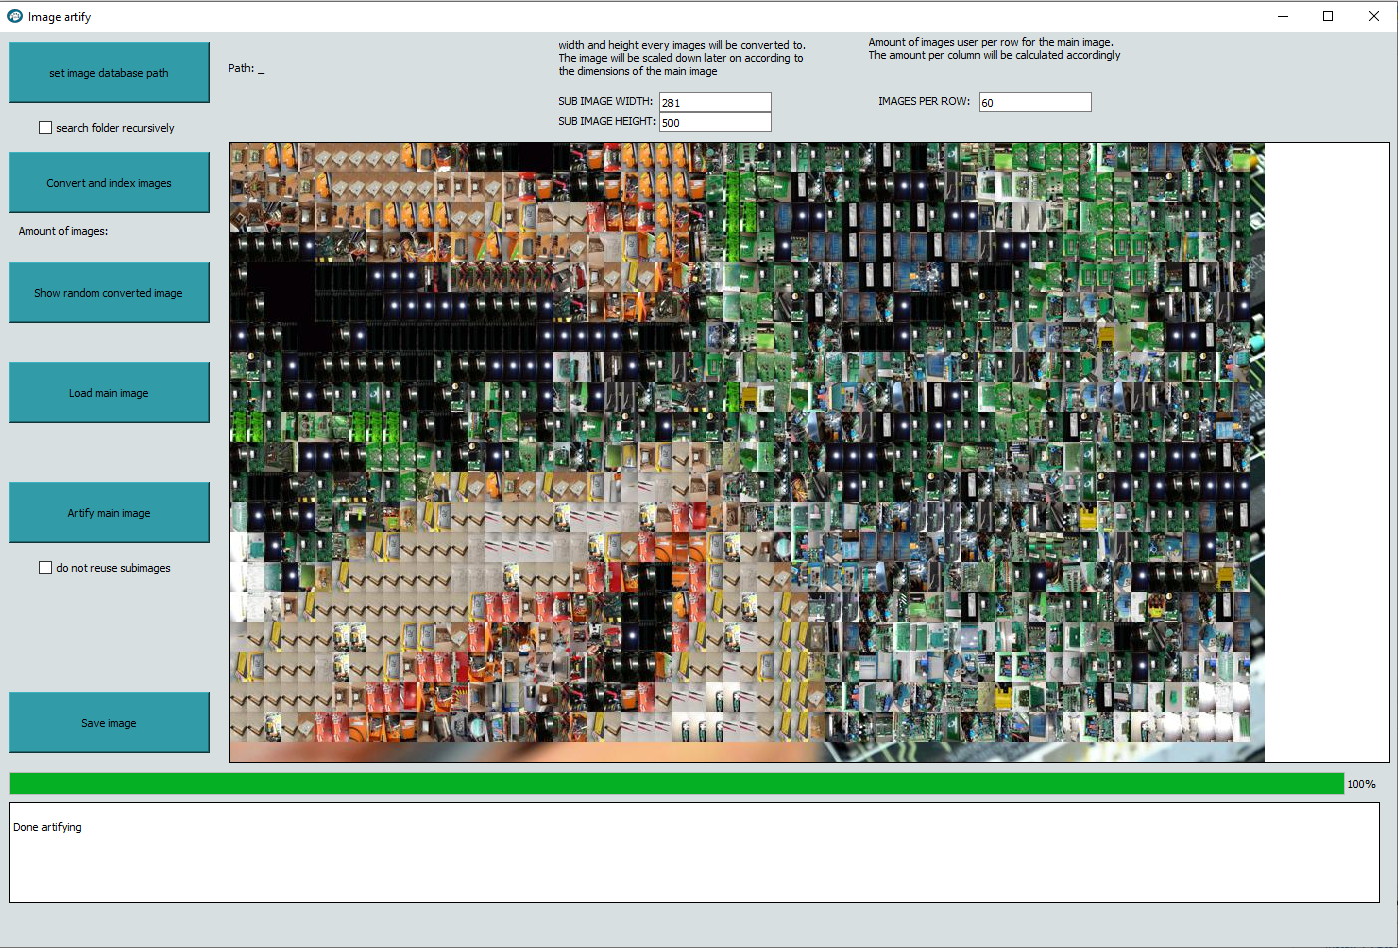 Image artify
set image database path
Path: _
width and height every images will be converted to.
The image will be scaled down later on according to
the dimensions of the main image
Amount of images user per row for the main image.
The amount per column will be calculated accordingly
SUB IMAGE WIDTH: 281
IMAGES PER ROW: 60
SUB IMAGE HEIGHT: 500
search folder recursively
Convert and index images
Amount of images:
Show random converted image
Load main image
Artify main image
do not reuse subimages
Save image
100%
Done artifying